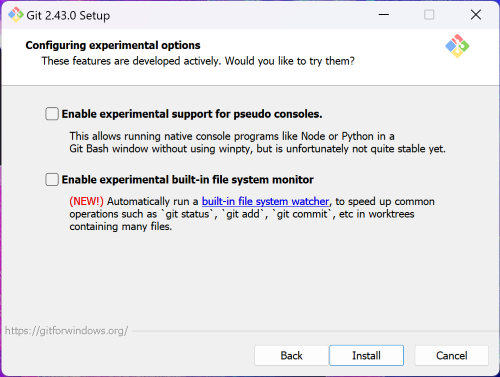 Git 2.43.0 Setup
Configuring experimental options
These features are developed actively. Would you like to try them?
Enable experimental support for pseudo consoles.
This allows running native console programs like Node or Python in a
Git Bash window without using winpty, but is unfortunately not quite stable yet.
Enable experimental built-in file system monitor
(NEW!) Automatically run a built-in file system watcher, to speed up common
operations such as `git status`, `git add`, `git commit`, etc in worktrees
containing many files.
https://gitforwindows.org/
Back Install Cancel